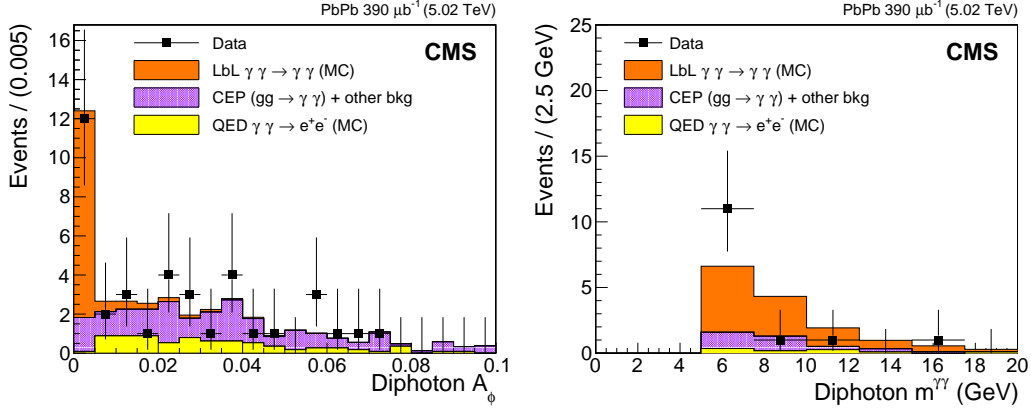 PbPb 390 μb⁻¹ (5.02 TeV)
CMS
Data
LbL γ γ → γ γ (MC)
CEP (gg → γ γ) + other bkg
QED γ γ → e⁺e⁻ (MC)
Events / (0.005)
16
14
12
10
8
6
4
2
0
0 0.02 0.04 0.06 0.08 0.1
Diphoton A_ϕ
PbPb 390 μb⁻¹ (5.02 TeV)
CMS
Data
LbL γ γ → γ γ (MC)
CEP (gg → γ γ) + other bkg
QED γ γ → e⁺e⁻ (MC)
Events / (2.5 GeV)
25
20
15
10
5
0
0 2 4 6 8 10 12 14 16 18 20
Diphoton m^γγ (GeV)